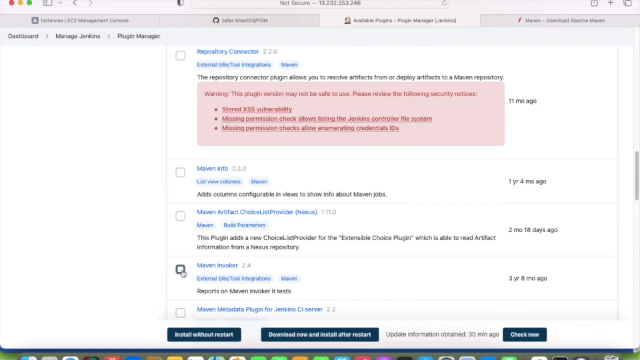 Not Secure — 13.232.253.246
Instances | EC2 Management Console
zafar-khan123/POM
Available Plugins - Plugin Manager [Jenkins]
Maven – Download Apache Maven
Dashboard
Manage Jenkins
Plugin Manager
Repository Connector 2.2.0
External Site/Tool Integrations Maven
The repository connector plugin allows you to resolve artifacts from or deploy artifacts to a Maven repository.
Warning: This plugin version may not be safe to use. Please review the following security notices:
Stored XSS vulnerability
Missing permission check allows listing the Jenkins controller file system
Missing permission checks allow enumerating credentials IDs
11 mo ago
Maven Info 0.3.0
List view columns Maven
Adds columns configurable in views to show info about Maven jobs.
1 yr 4 mo ago
Maven Artifact ChoiceListProvider (Nexus) 1.11.0
Maven Build Parameters
This Plugin adds a new ChoiceListProvider for the "Extensible Choice Plugin" which is able to read Artifact
information from a Nexus repository.
2 mo 18 days ago
Maven Invoker 2.4
External Site/Tool Integrations Maven
Reports on Maven Invoker it tests
3 yr 8 mo ago
Maven Metadata Plugin for Jenkins CI server 2.2
Install without restart
Download now and install after restart
Update information obtained: 30 min ago
Check now